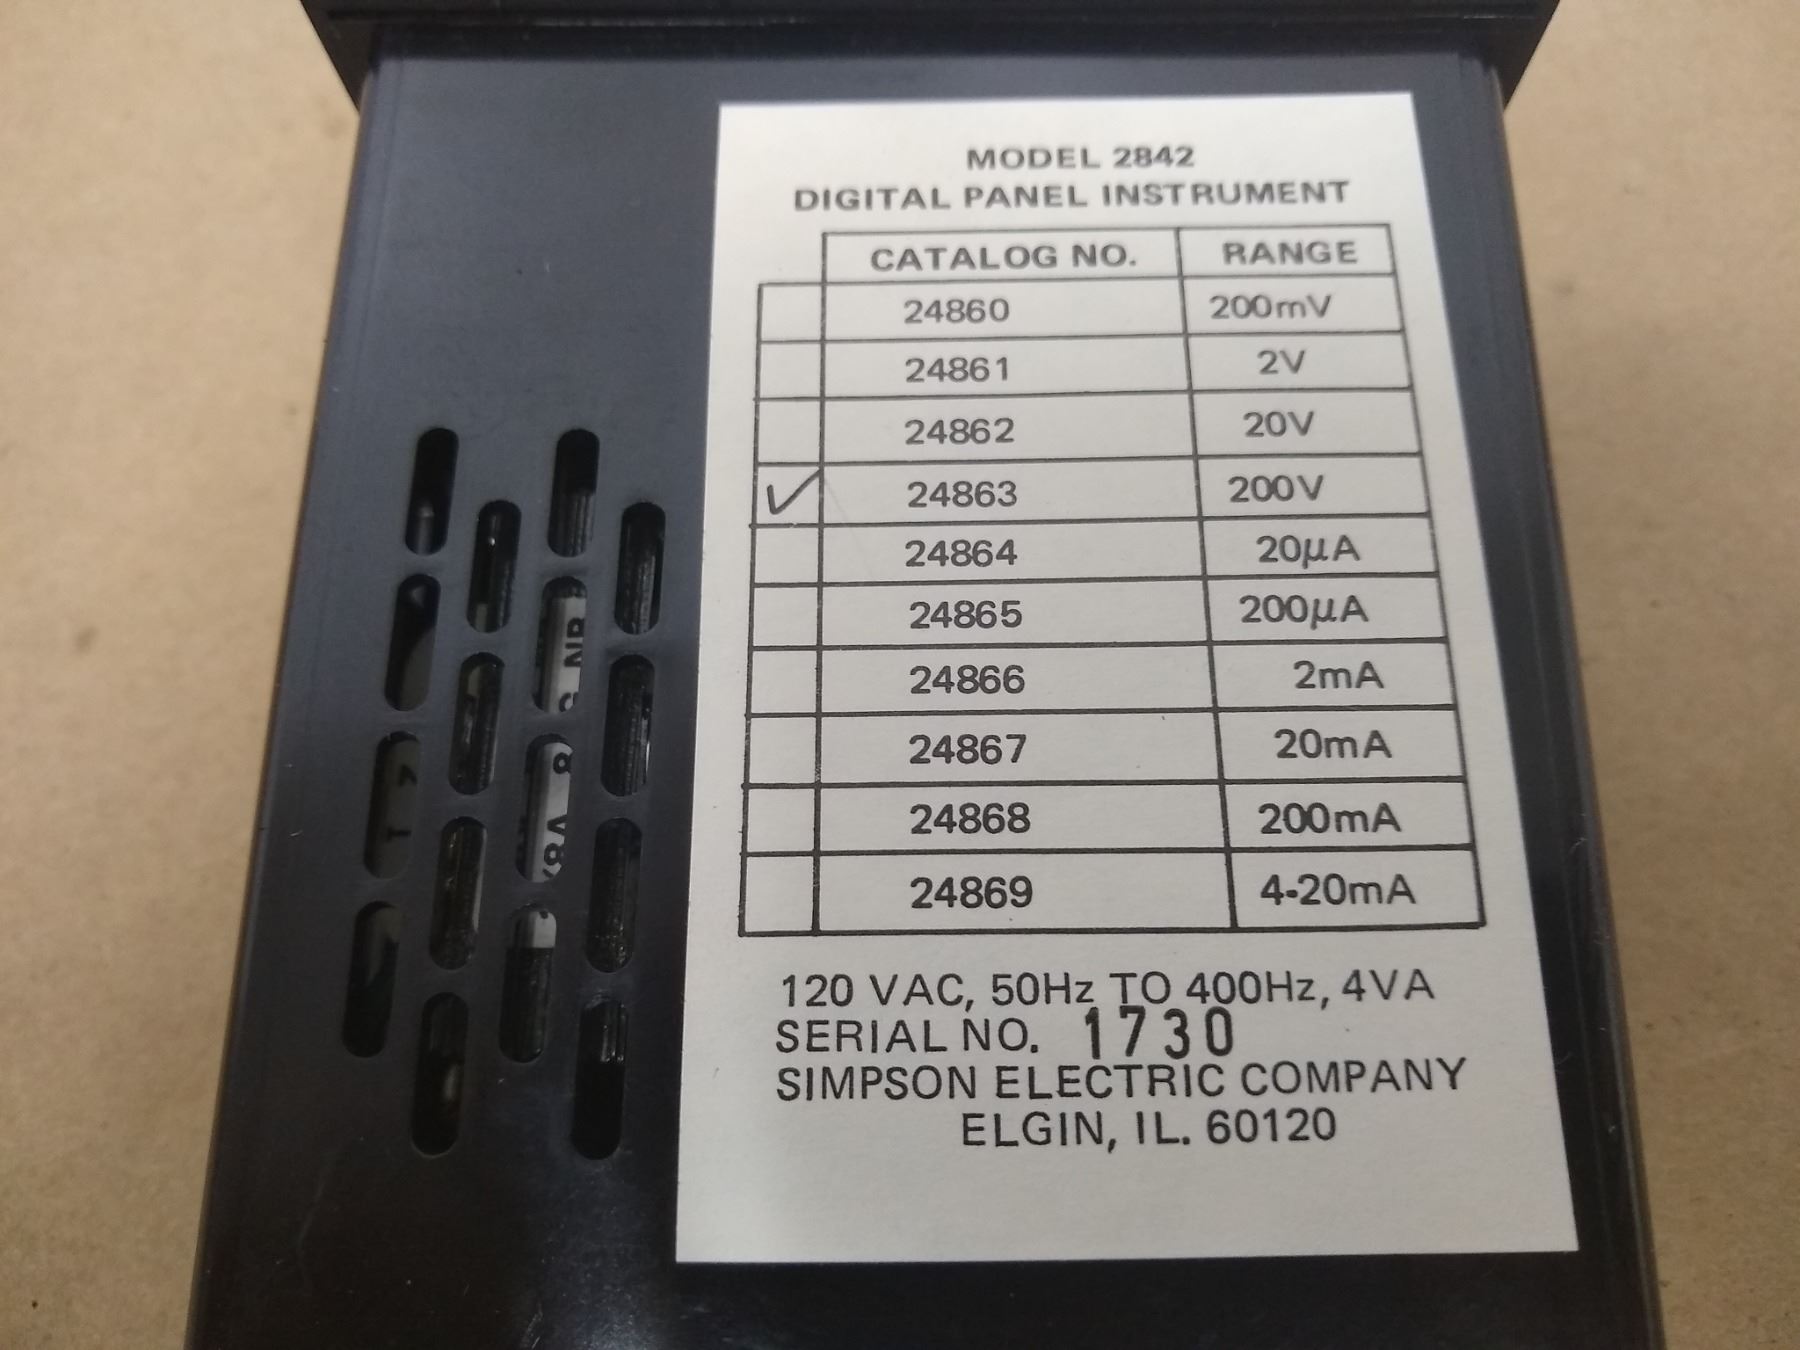 MODEL 2842
DIGITAL PANEL INSTRUMENT
CATALOG NO. RANGE
24860 200mV
24861 2V
24862 20V
✓ 24863 200V
24864 20μA
24865 200μA
24866 2mA
24867 20mA
24868 200mA
24869 4-20mA
120 VAC, 50Hz TO 400Hz, 4VA
SERIAL NO. 1730
SIMPSON ELECTRIC COMPANY
ELGIN, IL. 60120